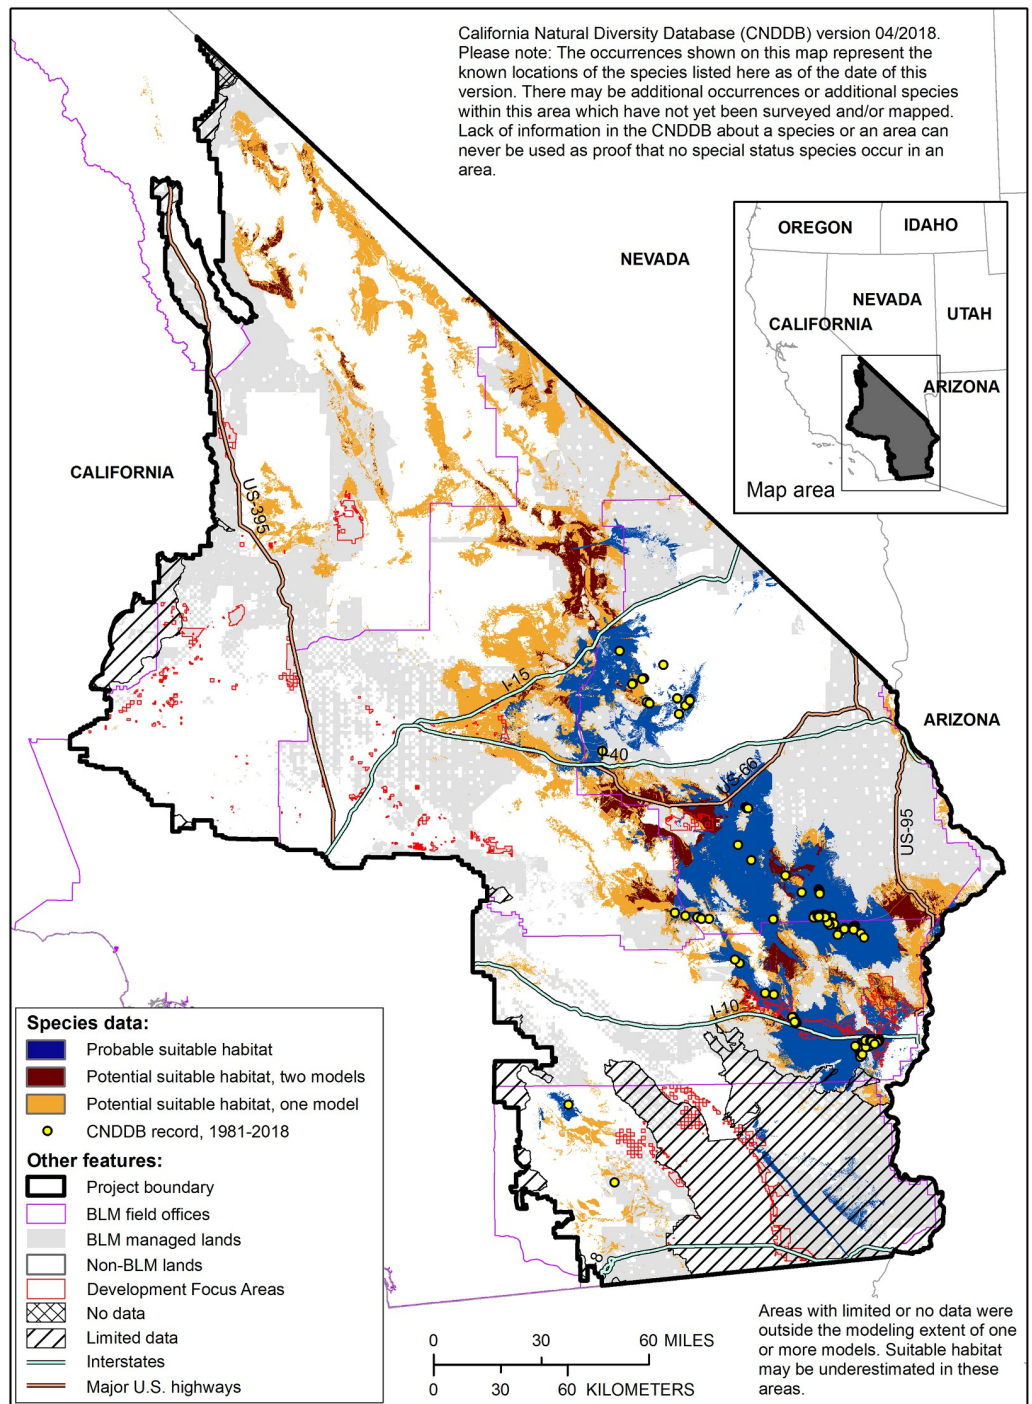 California Natural Diversity Database (CNDDB) version 04/2018.
Please note: The occurrences shown on this map represent the
known locations of the species listed here as of the date of this
version. There may be additional occurrences or additional species
within this area which have not yet been surveyed and/or mapped.
Lack of information in the CNDDB about a species or an area can
never be used as proof that no special status species occur in an
area.
OREGON
IDAHO
NEVADA
NEVADA
UTAH
CALIFORNIA
ARIZONA
Map area
CALIFORNIA
US-395
I-15
ARIZONA
I-40
US-66
US-95
I-10
I-8
Species data:
Probable suitable habitat
Potential suitable habitat, two models
Potential suitable habitat, one model
CNDDB record, 1981-2018
Other features:
Project boundary
BLM field offices
BLM managed lands
Non-BLM lands
Development Focus Areas
No data
Limited data
Interstates
Major U.S. highways
0 30 60 MILES
0 30 60 KILOMETERS
Areas with limited or no data were
outside the modeling extent of one
or more models. Suitable habitat
may be underestimated in these
areas.